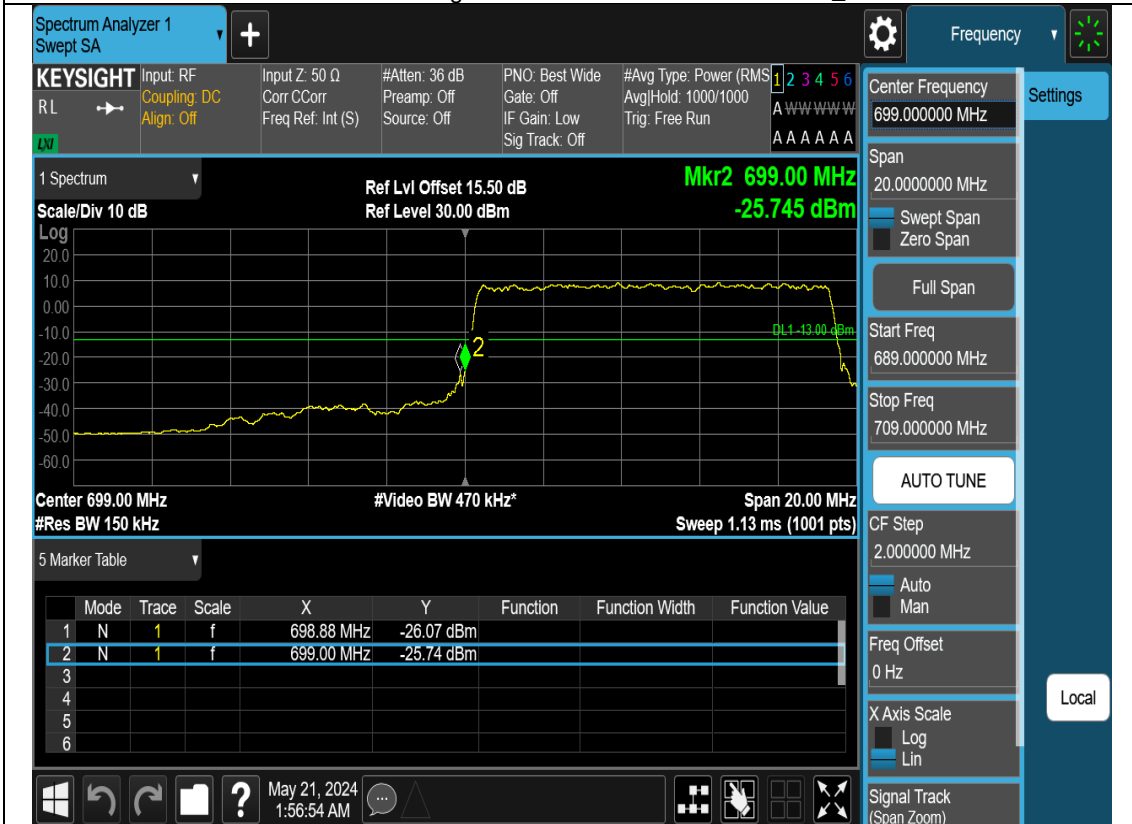 Spectrum Analyzer 1
Swept SA
+
Frequency
KEYSIGHT
RL
LXI
Input: RF
Coupling: DC
Align: Off
Input Z: 50 Ω
Corr CCorr
Freq Ref: Int (S)
#Atten: 36 dB
Preamp: Off
Source: Off
PNO: Best Wide
Gate: Off
IF Gain: Low
Sig Track: Off
#Avg Type: Power (RMS
Avg|Hold: 1000/1000
Trig: Free Run
1 2 3 4 5 6
A W W W W W
A A A A A A
1 Spectrum
Scale/Div 10 dB
Ref Lvl Offset 15.50 dB
Ref Level 30.00 dBm
Mkr2 699.00 MHz
-25.745 dBm
Log
20.0
10.0
0.00
-10.0
-20.0
-30.0
-40.0
-50.0
-60.0
DL1 -13.00 dBm
2
Center 699.00 MHz
#Video BW 470 kHz*
Span 20.00 MHz
#Res BW 150 kHz
Sweep 1.13 ms (1001 pts)
5 Marker Table
Mode Trace Scale X Y Function Function Width Function Value
1 N 1 f 698.88 MHz -26.07 dBm
2 N 1 f 699.00 MHz -25.74 dBm
3
4
5
6
?
May 21, 2024
1:56:54 AM
Center Frequency
699.000000 MHz
Settings
Span
20.0000000 MHz
Swept Span
Zero Span
Full Span
Start Freq
689.000000 MHz
Stop Freq
709.000000 MHz
AUTO TUNE
CF Step
2.000000 MHz
Auto
Man
Freq Offset
0 Hz
Local
X Axis Scale
Log
Lin
Signal Track
(Span Zoom)